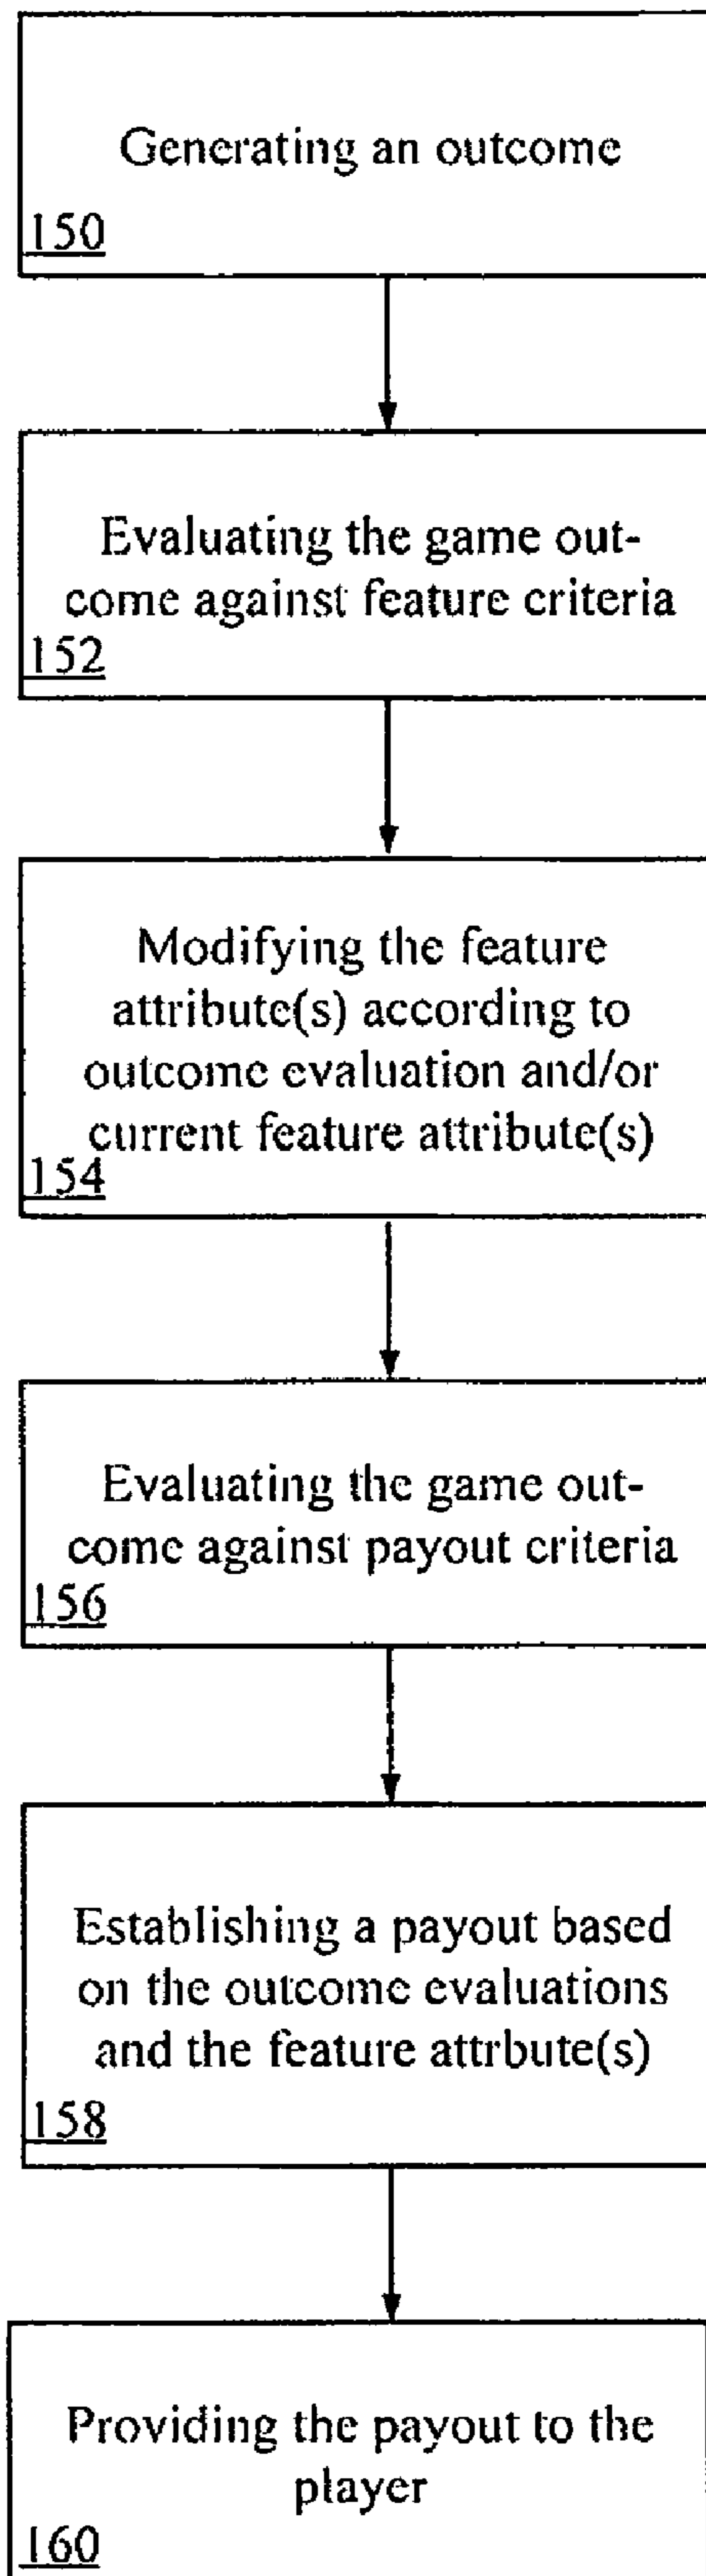 Generating an outcome
150
Evaluating the game out-
come against feature criteria
152
Modifying the feature
attribute(s) according to
outcome evaluation and/or
current feature attribute(s)
154
Evaluating the game out-
come against payout criteria
156
Establishing a payout based
on the outcome evaluations
and the feature attrbute(s)
158
Providing the payout to the
player
160